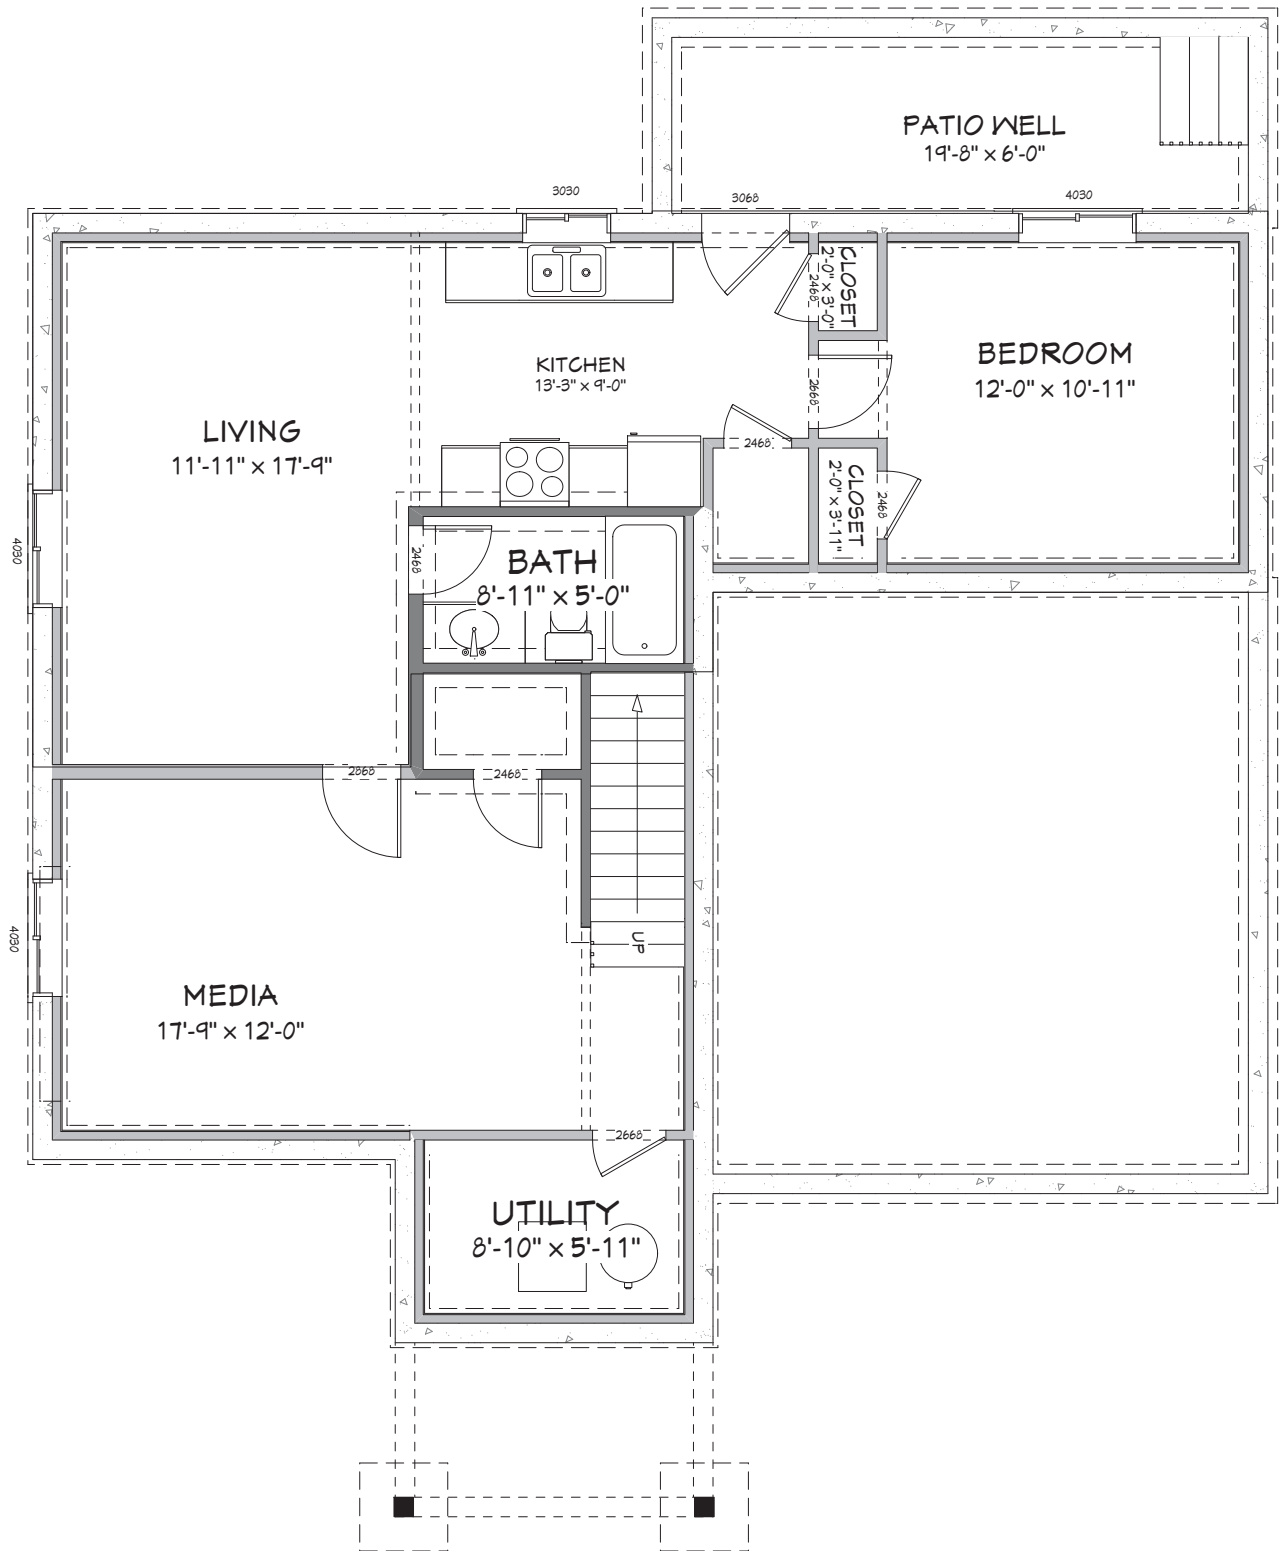 PATIO WELL
19'-8" x 6'-0"
3030
3068
4030
CLOSET
2'-0" x 3'-0"
2468
KITCHEN
13'-3" x 9'-0"
BEDROOM
12'-0" x 10'-11"
2668
LIVING
11'-11" x 17'-9"
2468
CLOSET
2'-0" x 3'-11"
2468
4030
2468
BATH
8'-11" x 5'-0"
2868
2468
UP
4030
MEDIA
17'-9" x 12'-0"
2668
UTILITY
8'-10" x 5'-11"